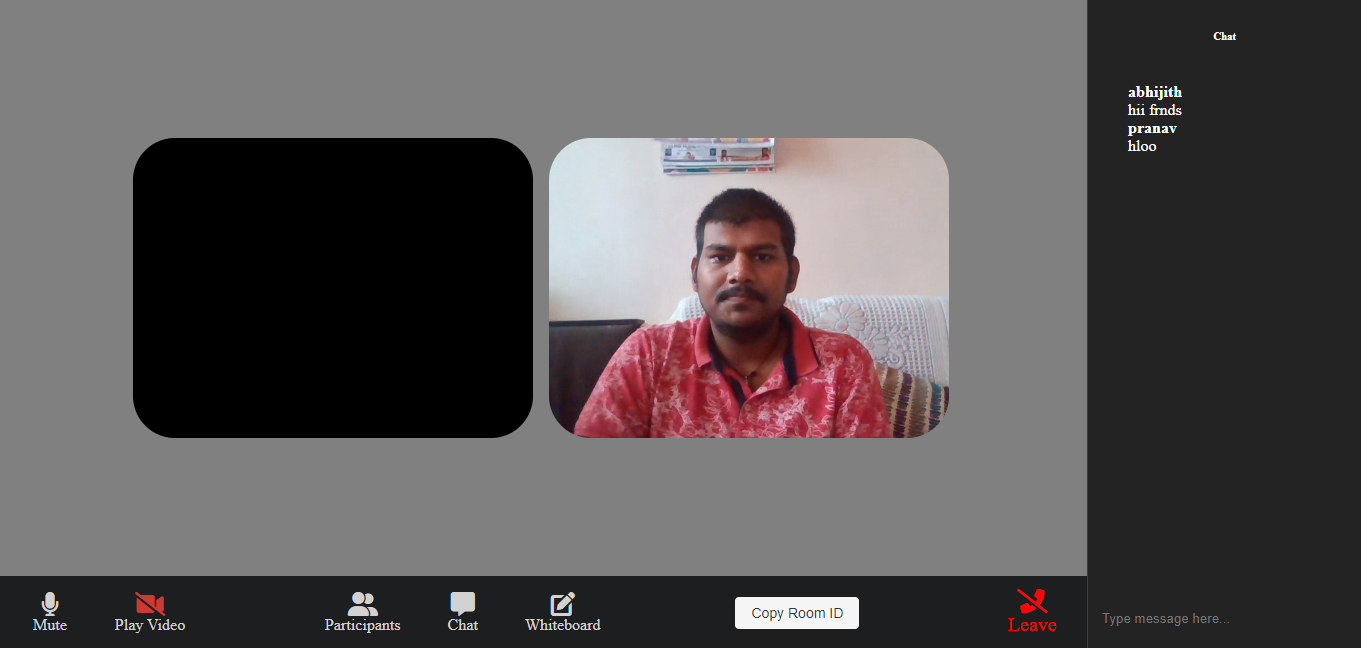 Chat
abhijith
hii frnds
pranav
hloo
Mute
Play Video
Participants
Chat
Whiteboard
Copy Room ID
Leave
Type message here...